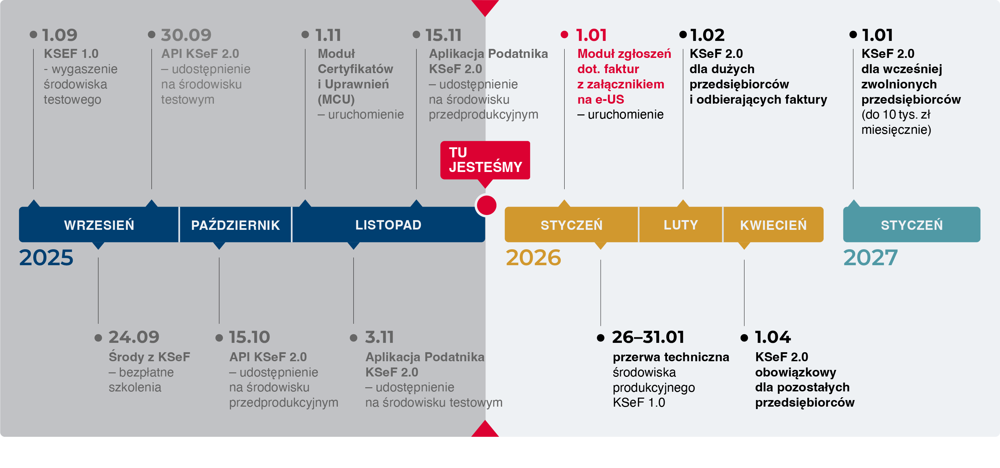 1.09
KSEF 1.0
- wygaszenie
środowiska
testowego
30.09
API KSeF 2.0
– udostępnienie
na środowisku
testowym
1.11
Moduł
Certyfikatów
i Uprawnień
(MCU)
– uruchomienie
15.11
Aplikacja Podatnika
KSeF 2.0
– udostępnienie
na środowisku
przedprodukcyjnym
1.01
Moduł zgłoszeń
dot. faktur
z załącznikiem
na e-US
– uruchomienie
1.02
KSeF 2.0
dla dużych
przedsiębiorców
i odbierających faktury
1.01
KSeF 2.0
dla wcześniej
zwolnionych
przedsiębiorców
(do 10 tys. zł
miesięcznie)
TU
JESTEŚMY
WRZESIEŃ
PAŹDZIERNIK
LISTOPAD
STYCZEŃ
LUTY
KWIECIEŃ
STYCZEŃ
2025
2026
2027
24.09
Środy z KSeF
– bezpłatne
szkolenia
15.10
API KSeF 2.0
– udostępnienie
na środowisku
przedprodukcyjnym
3.11
Aplikacja Podatnika
KSeF 2.0
– udostępnienie
na środowisku testowym
26–31.01
przerwa techniczna
środowiska
produkcyjnego
KSeF 1.0
1.04
KSeF 2.0
obowiązkowy
dla pozostałych
przedsiębiorców